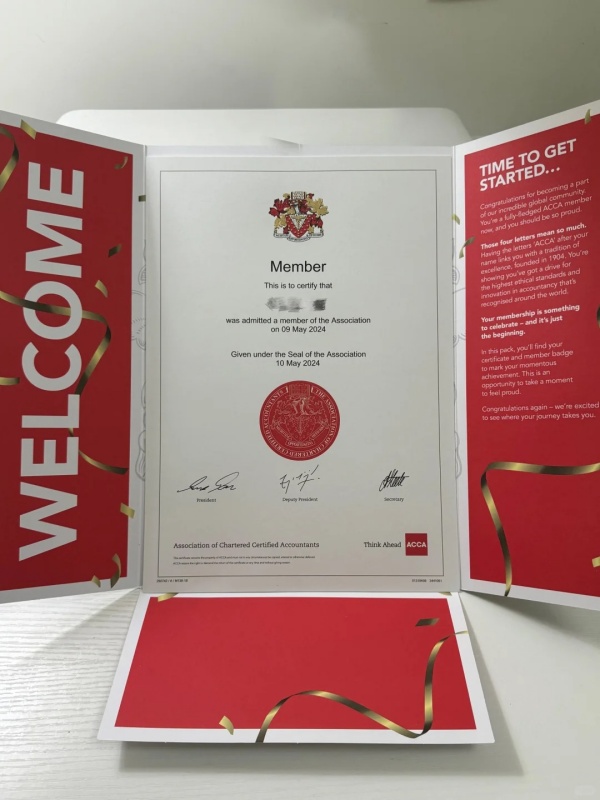 WELCOME
Member
This is to certify that
was admitted a member of the Association
on 09 May 2024
Given under the Seal of the Association
10 May 2024
THE ASSOCIATION OF CHARTERED CERTIFIED ACCOUNTANTS
President
Deputy President
Secretary
Association of Chartered Certified Accountants
Think Ahead ACCA
TIME TO GET
STARTED...
Congratulations for becoming a part
of our incredible global community.
You're a fully-fledged ACCA member
now, and you should be so proud.
Those four letters mean so much.
Having the letters 'ACCA' after your
name links you with a tradition of
excellence, founded in 1904. You're
showing you've got a drive for
the highest ethical standards and
innovation in accountancy that's
recognised around the world.
Your membership is something
to celebrate – and it's just
the beginning.
In this pack, you'll find your
certificate and member badge
to mark your momentous
achievement. This is an
opportunity to take a moment
to feel proud.
Congratulations again – we're excited
to see where your journey takes you.